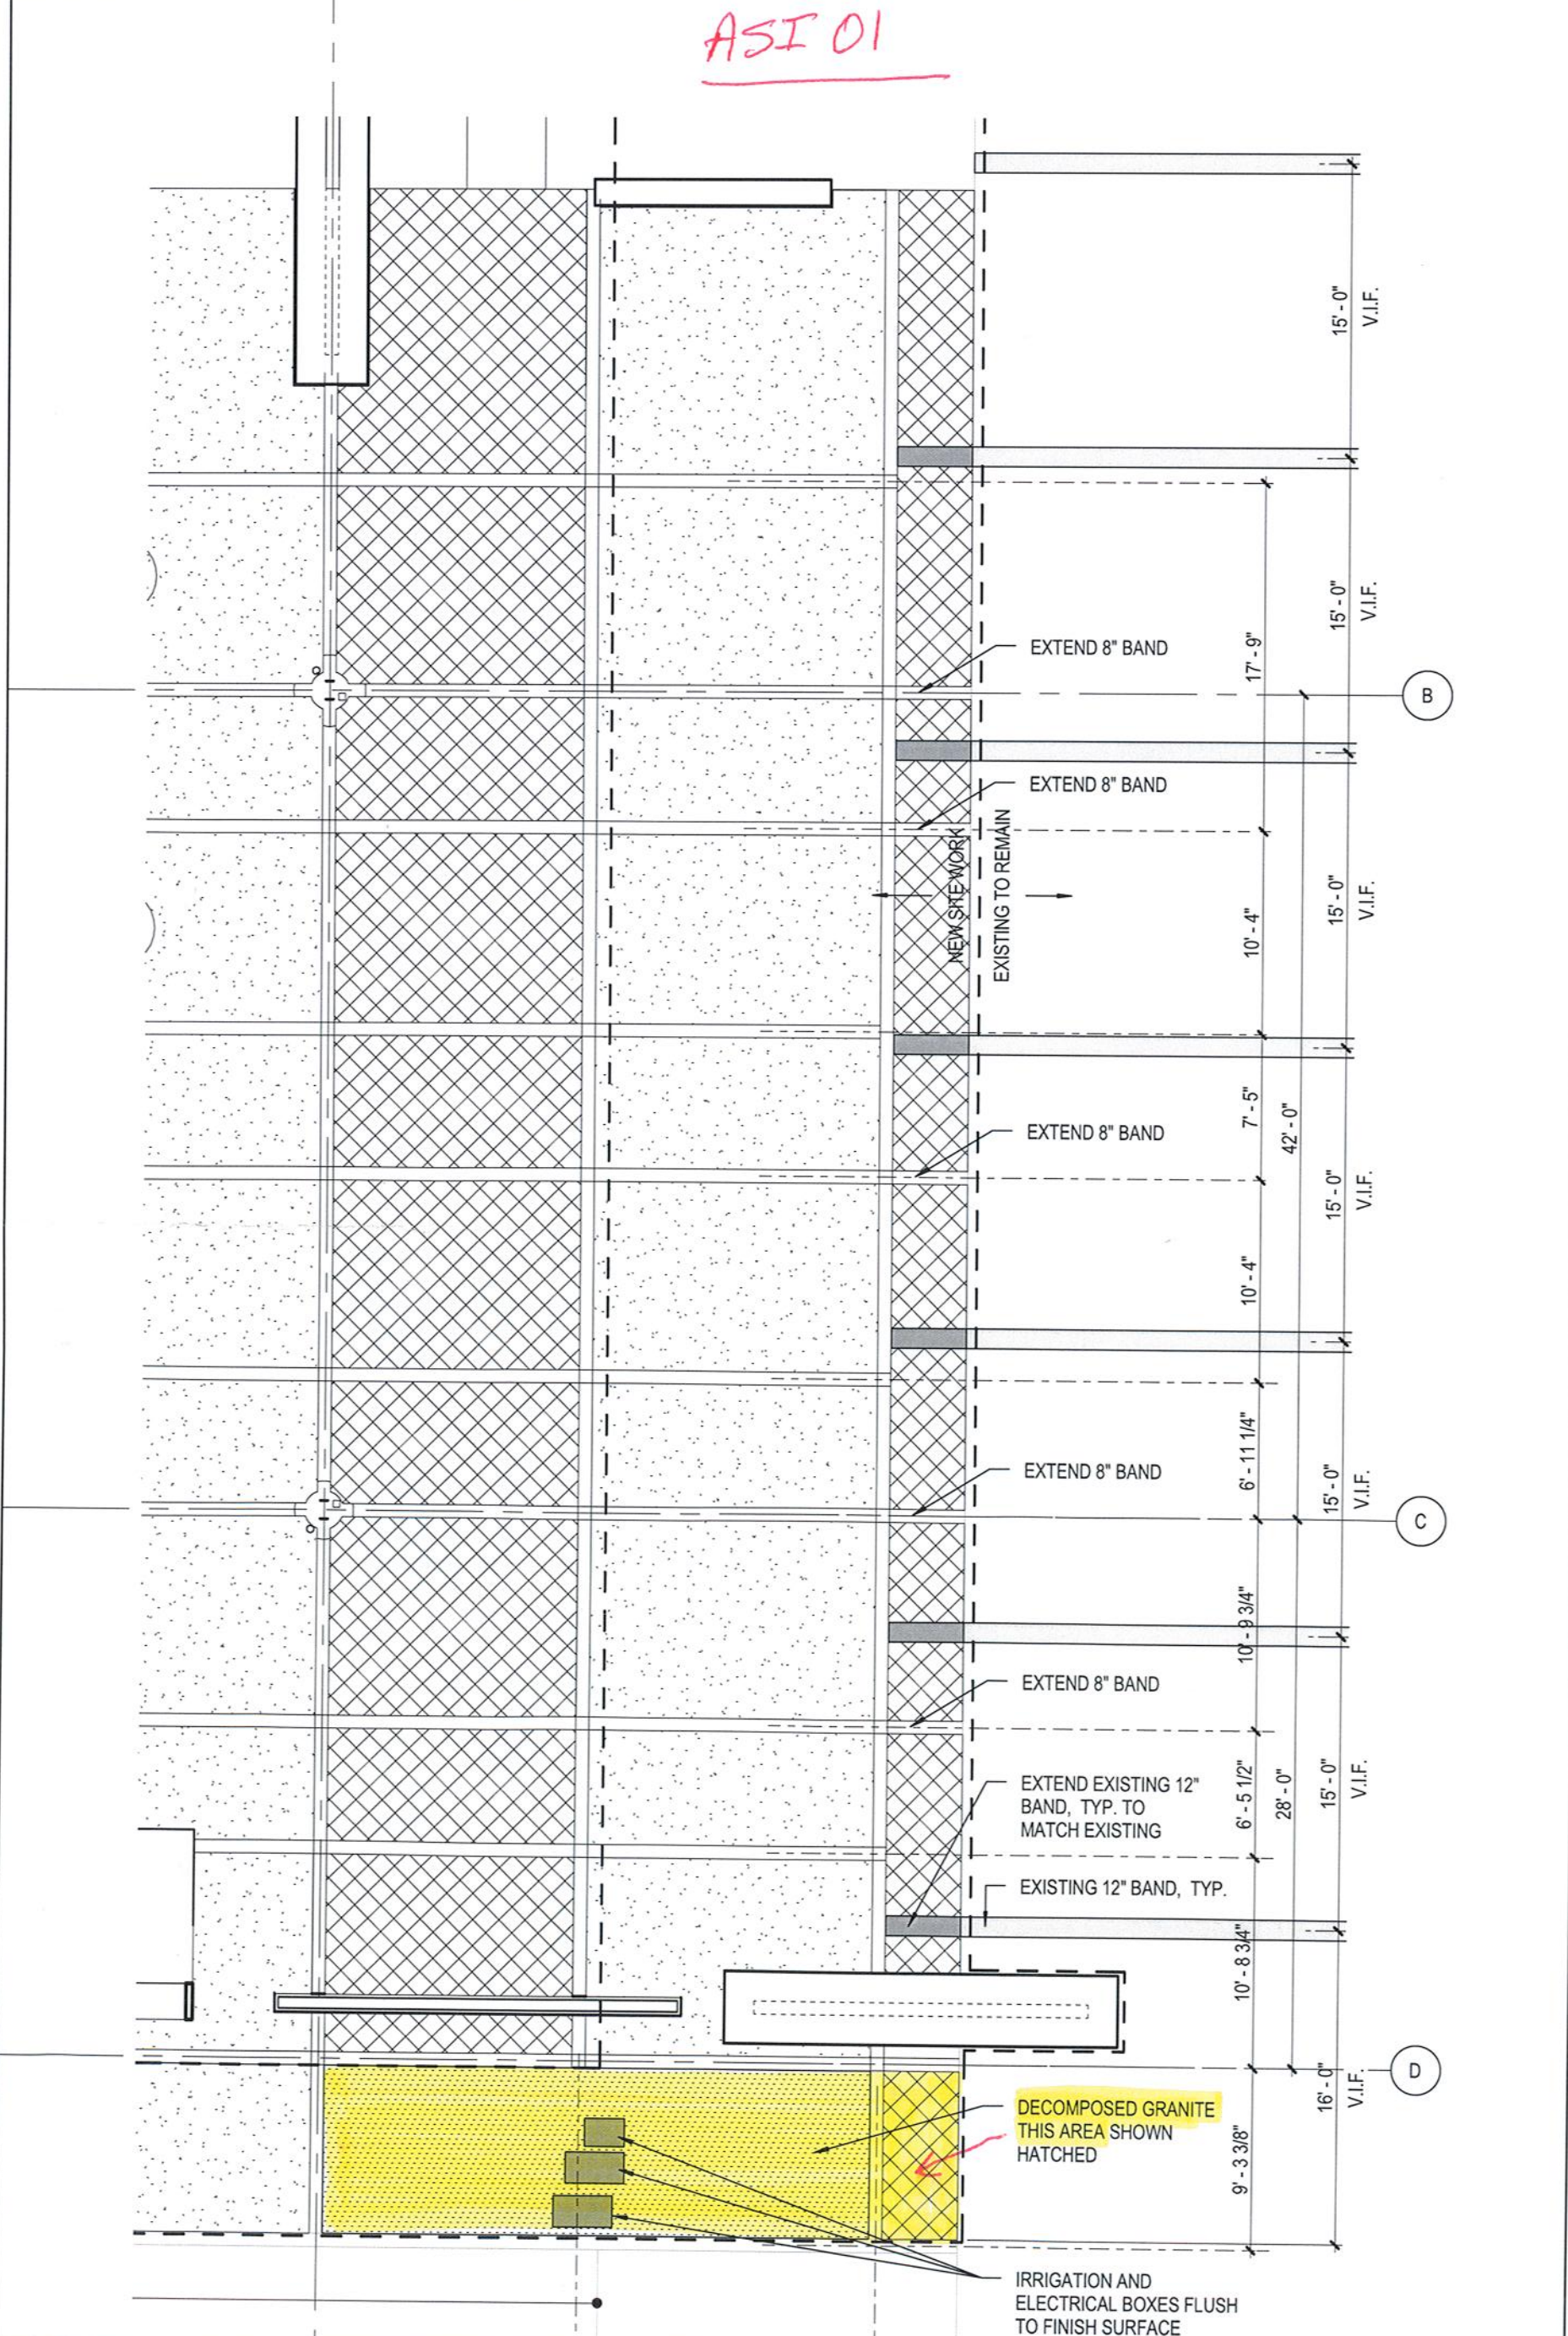 ASI 01
15' - 0"
V.I.F.
EXTEND 8" BAND
17' - 9"
15' - 0"
V.I.F.
B
EXTEND 8" BAND
NEW SITE WORK
EXISTING TO REMAIN
10' - 4"
15' - 0"
V.I.F.
EXTEND 8" BAND
7' - 5"
42' - 0"
15' - 0"
V.I.F.
10' - 4"
EXTEND 8" BAND
6' - 11 1/4"
15' - 0"
V.I.F.
C
10' - 9 3/4"
EXTEND 8" BAND
EXTEND EXISTING 12"
BAND, TYP. TO
MATCH EXISTING
6' - 5 1/2"
28' - 0"
15' - 0"
V.I.F.
EXISTING 12" BAND, TYP.
10' - 8 3/4"
D
16' - 0"
V.I.F.
DECOMPOSED GRANITE
THIS AREA SHOWN
HATCHED
9' - 3 3/8"
IRRIGATION AND
ELECTRICAL BOXES FLUSH
TO FINISH SURFACE